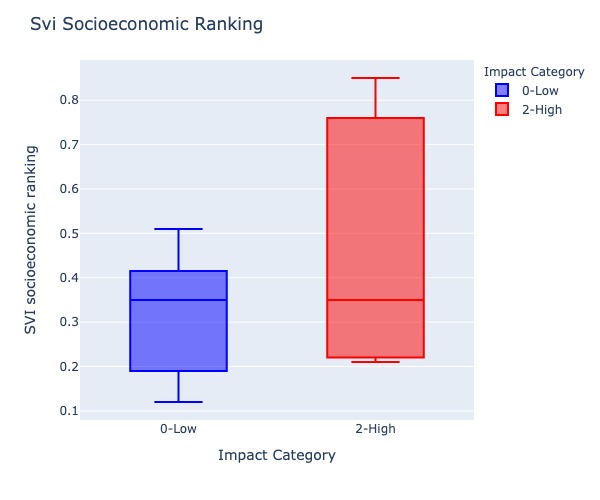 Svi Socioeconomic Ranking
Impact Category
0-Low
2-High
SVI socioeconomic ranking
0.8
0.7
0.6
0.5
0.4
0.3
0.2
0.1
0-Low
2-High
Impact Category